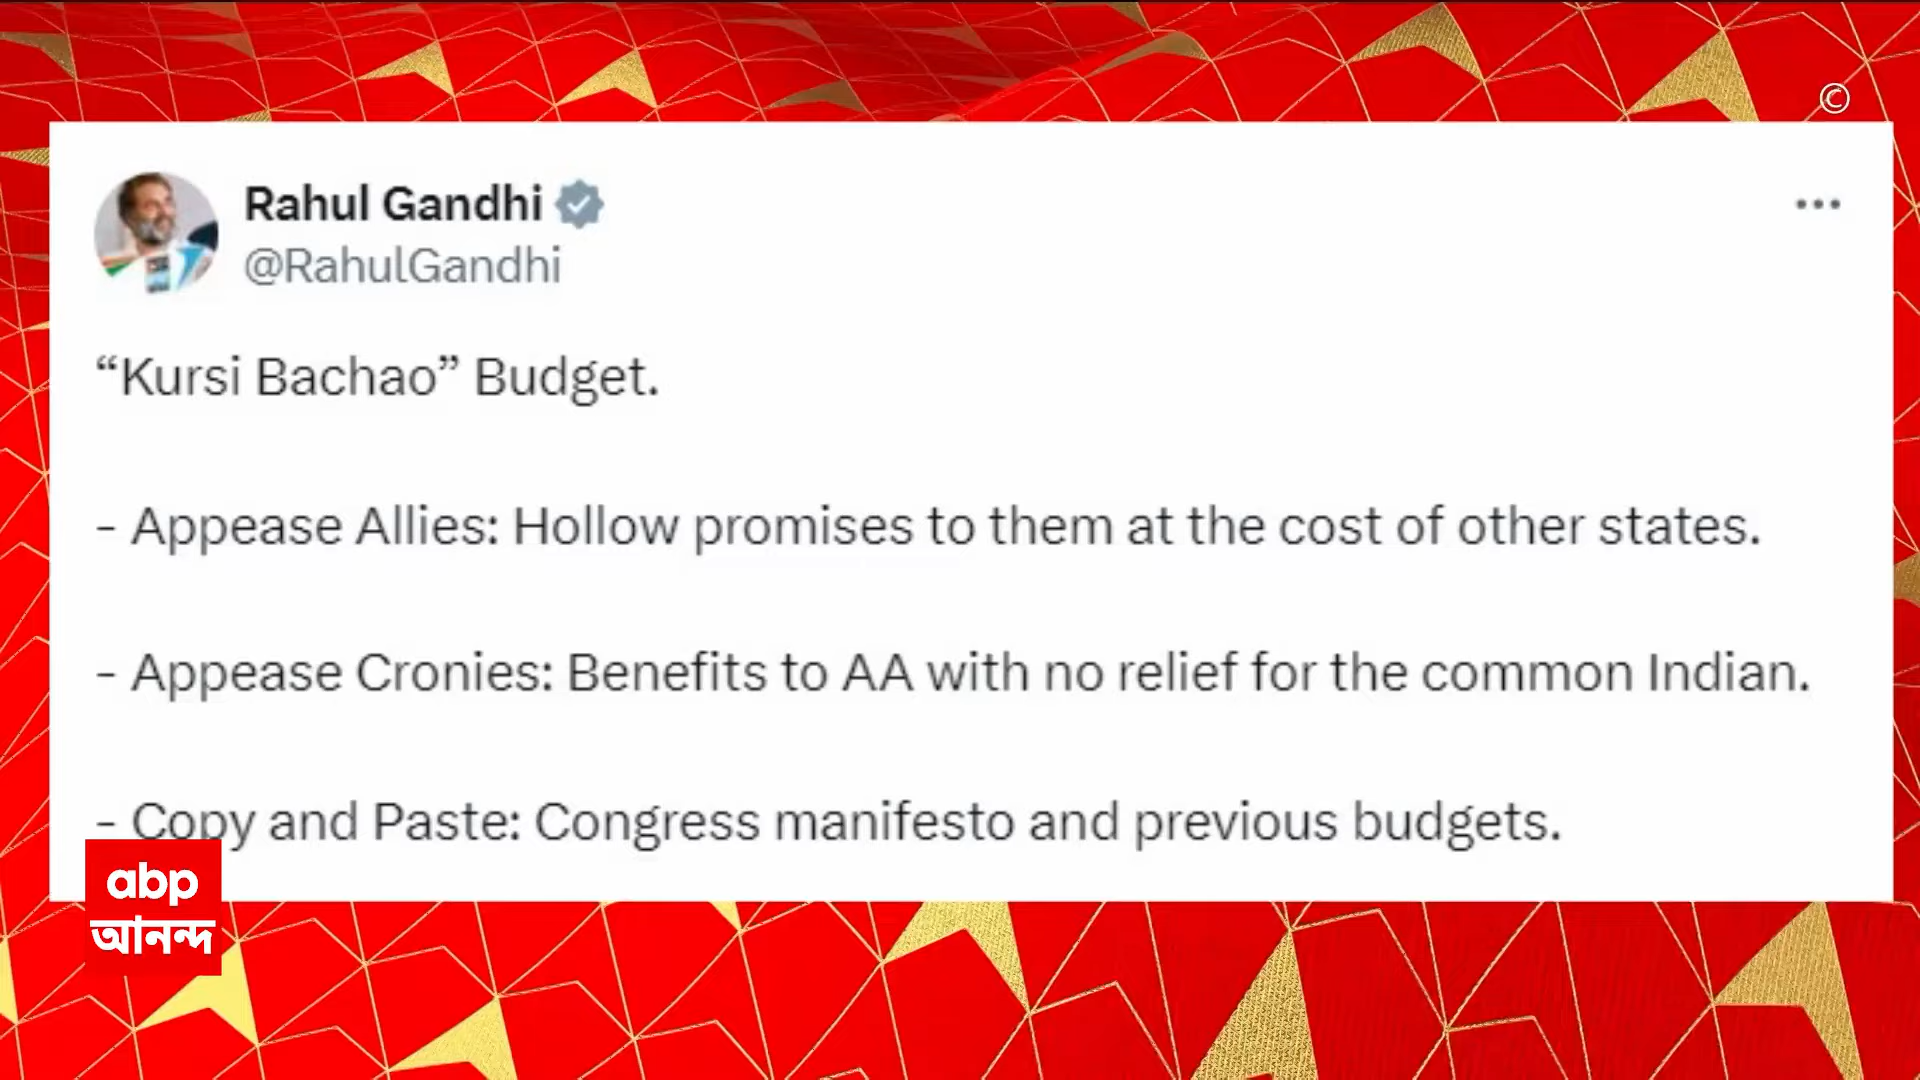 ©
Rahul Gandhi
@RahulGandhi
“Kursi Bachao” Budget.
- Appease Allies: Hollow promises to them at the cost of other states.
- Appease Cronies: Benefits to AA with no relief for the common Indian.
- Copy and Paste: Congress manifesto and previous budgets.
abp
আনন্দ